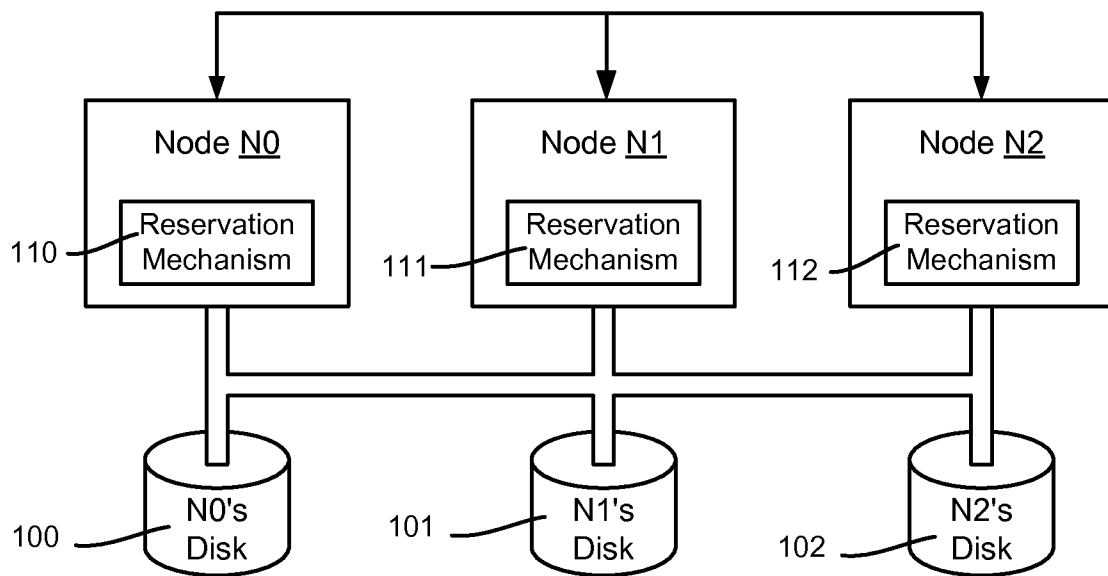 Node N0
Node N1
Node N2
Reservation
Mechanism
110
Reservation
Mechanism
111
Reservation
Mechanism
112
N0's
Disk
100
N1's
Disk
101
N2's
Disk
102